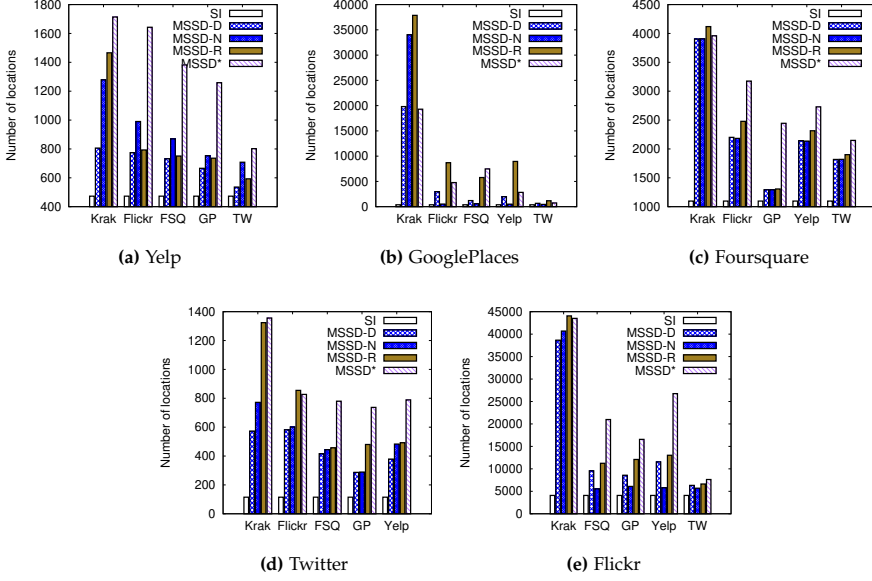 1800
1600
1400
1200
1000
800
600
400
Number of locations
SI
MSSD-D
MSSD-N
MSSD-R
MSSD*
Krak Flickr FSQ GP TW
(a) Yelp
40000
35000
30000
25000
20000
15000
10000
5000
0
Number of locations
SI
MSSD-D
MSSD-N
MSSD-R
MSSD*
Krak Flickr FSQ Yelp TW
(b) GooglePlaces
4500
4000
3500
3000
2500
2000
1500
1000
Number of locations
SI
MSSD-D
MSSD-N
MSSD-R
MSSD*
Krak Flickr GP Yelp TW
(c) Foursquare
1400
1200
1000
800
600
400
200
0
Number of locations
SI
MSSD-D
MSSD-N
MSSD-R
MSSD*
Krak Flickr FSQ GP Yelp
(d) Twitter
45000
40000
35000
30000
25000
20000
15000
10000
5000
0
Number of locations
SI
MSSD-D
MSSD-N
MSSD-R
MSSD*
Krak FSQ GP Yelp TW
(e) Flickr